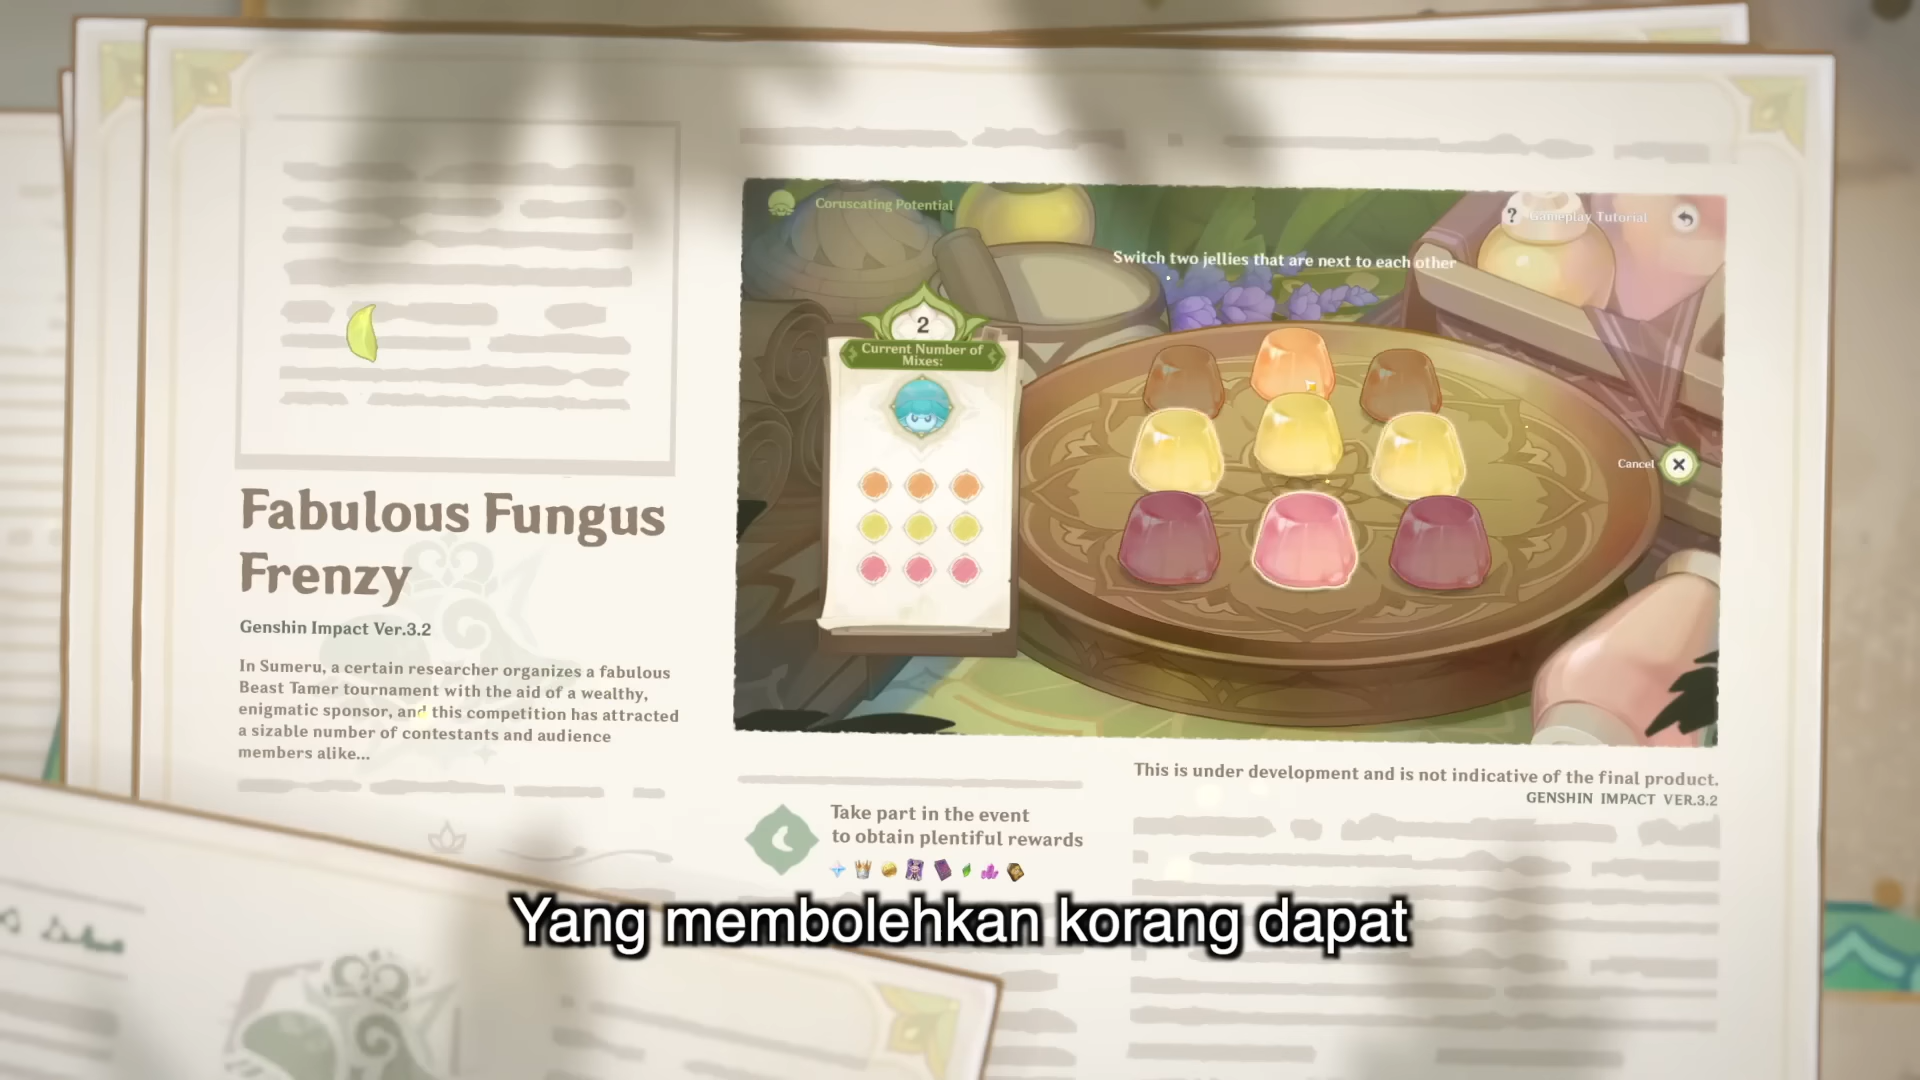 Coruscating Potential
? Gameplay Tutorial
Switch two jellies that are next to each other
2
Current Number of
Mixes:
Cancel
Fabulous Fungus
Frenzy
Genshin Impact Ver.3.2
In Sumeru, a certain researcher organizes a fabulous
Beast Tamer tournament with the aid of a wealthy,
enigmatic sponsor, and this competition has attracted
a sizable number of contestants and audience
members alike...
This is under development and is not indicative of the final product.
GENSHIN IMPACT VER.3.2
Take part in the event
to obtain plentiful rewards
Yang membolehkan korang dapat